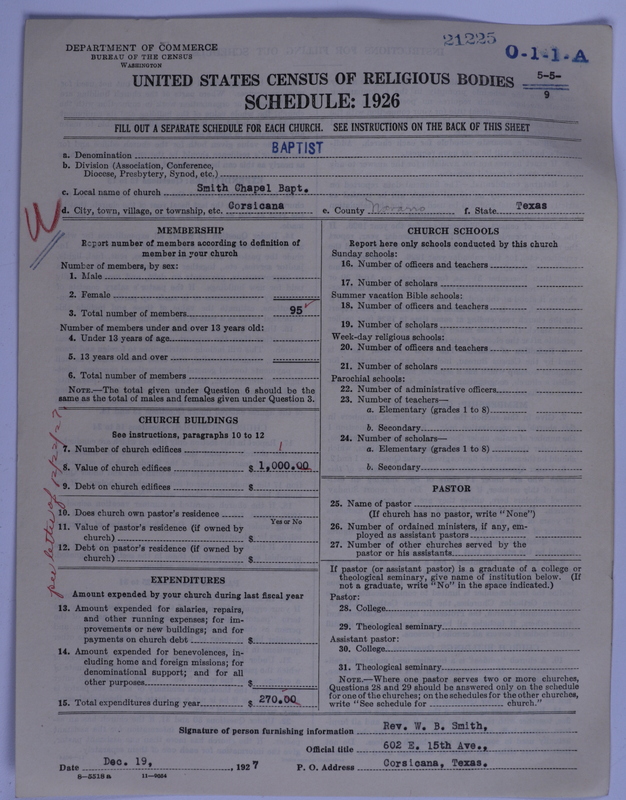 DEPARTMENT OF COMMERCE
BUREAU OF THE CENSUS
WASHINGTON
21225
O-1-1-A
5-5-
9
UNITED STATES CENSUS OF RELIGIOUS BODIES
SCHEDULE: 1926
FILL OUT A SEPARATE SCHEDULE FOR EACH CHURCH. SEE INSTRUCTIONS ON THE BACK OF THIS SHEET
a. Denomination BAPTIST
b. Division (Association, Conference,
Diocese, Presbytery, Synod, etc.)
c. Local name of church Smith Chapel Bapt.
d. City, town, village, or township, etc. Corsicana e. County f. State Texas
MEMBERSHIP
Report number of members according to definition of
member in your church
Number of members, by sex:
1. Male
2. Female
3. Total number of members 95
Number of members under and over 13 years old:
4. Under 13 years of age
5. 13 years old and over
6. Total number of members
NOTE.—The total given under Question 6 should be the
same as the total of males and females given under Question 3.
CHURCH BUILDINGS
See instructions, paragraphs 10 to 12
7. Number of church edifices 1
8. Value of church edifices $ 1,000.00
9. Debt on church edifices $
10. Does church own pastor's residence
Yes or No
11. Value of pastor's residence (if owned by
church) $
12. Debt on pastor's residence (if owned by
church) $
per letter of 12/22/27
EXPENDITURES
Amount expended by your church during last fiscal year
13. Amount expended for salaries, repairs,
and other running expenses; for im-
provements or new buildings; and for
payments on church debt $
14. Amount expended for benevolences, in-
cluding home and foreign missions; for
denominational support; and for all
other purposes $
15. Total expenditures during year $ 270.00
CHURCH SCHOOLS
Report here only schools conducted by this church
Sunday schools:
16. Number of officers and teachers
17. Number of scholars
Summer vacation Bible schools:
18. Number of officers and teachers
19. Number of scholars
Week-day religious schools:
20. Number of officers and teachers
21. Number of scholars
Parochial schools:
22. Number of administrative officers
23. Number of teachers—
a. Elementary (grades 1 to 8)
b. Secondary
24. Number of scholars—
a. Elementary (grades 1 to 8)
b. Secondary
PASTOR
25. Name of pastor
(If church has no pastor, write "None")
26. Number of ordained ministers, if any, em-
ployed as assistant pastors
27. Number of other churches served by the
pastor or his assistants
If pastor (or assistant pastor) is a graduate of a college or
theological seminary, give name of institution below. (If
not a graduate, write "No" in the space indicated.)
Pastor:
28. College
29. Theological seminary
Assistant pastor:
30. College
31. Theological seminary
NOTE.—Where one pastor serves two or more churches,
Questions 28 and 29 should be answered only on the schedule
for one of the churches; on the schedules for the other churches,
write "See schedule for church."
Signature of person furnishing information Rev. W. B. Smith,
Official title 602 E. 15th Ave.,
Date Dec. 19, , 1927 P. O. Address Corsicana, Texas.
8-5518 a 11-9564